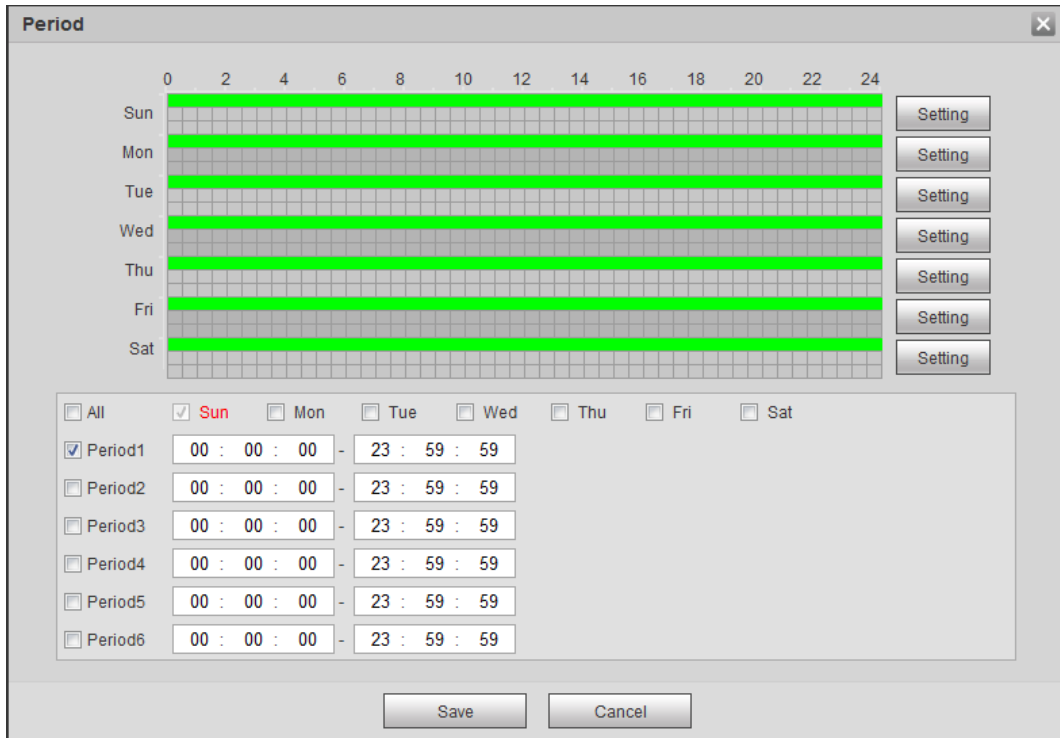 Period
0 2 4 6 8 10 12 14 16 18 20 22 24
Sun Setting
Mon Setting
Tue Setting
Wed Setting
Thu Setting
Fri Setting
Sat Setting
All Sun Mon Tue Wed Thu Fri Sat
Period1 00 : 00 : 00 - 23 : 59 : 59
Period2 00 : 00 : 00 - 23 : 59 : 59
Period3 00 : 00 : 00 - 23 : 59 : 59
Period4 00 : 00 : 00 - 23 : 59 : 59
Period5 00 : 00 : 00 - 23 : 59 : 59
Period6 00 : 00 : 00 - 23 : 59 : 59
Save Cancel